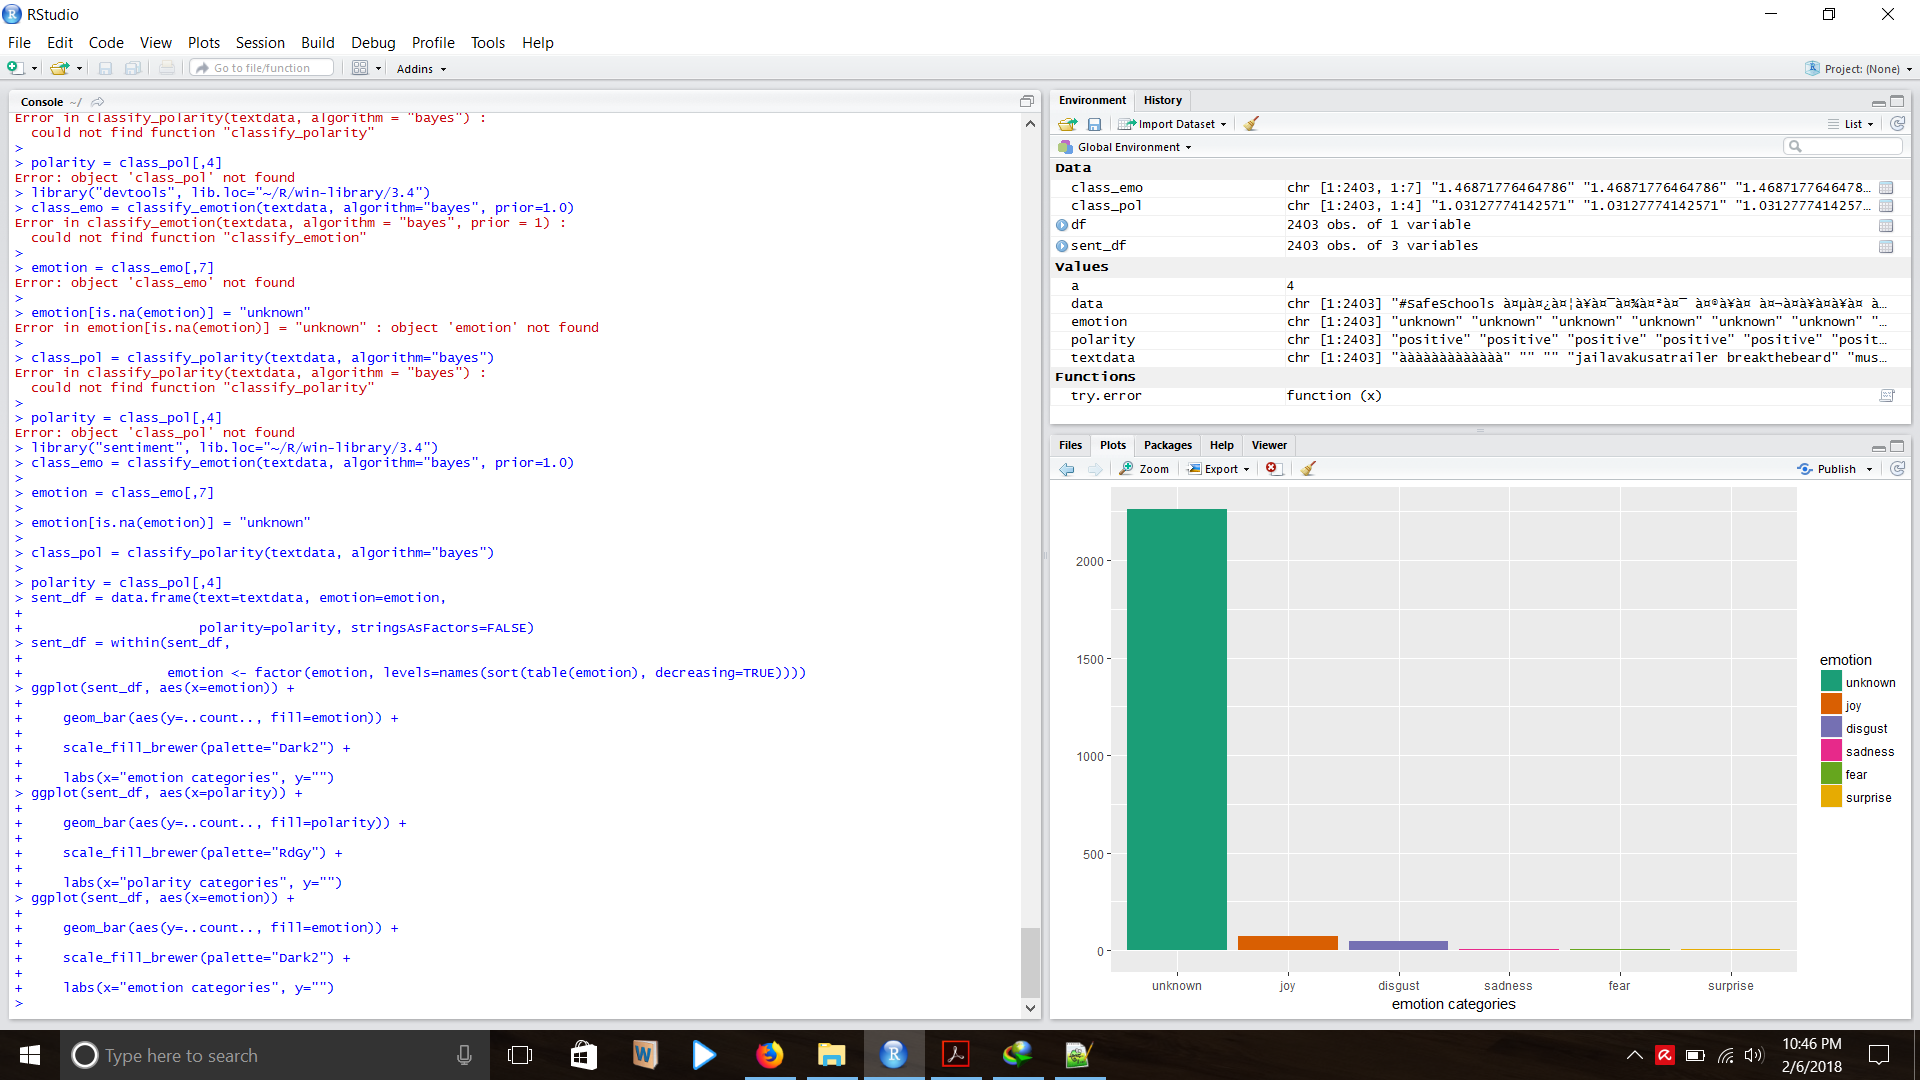 RStudio
File Edit Code View Plots Session Build Debug Profile Tools Help
Go to file/function Addins Project: (None)
Console ~/
Error in classify_polarity(textdata, algorithm = "bayes") :
could not find function "classify_polarity"
>
> polarity = class_pol[,4]
Error: object 'class_pol' not found
> library("devtools", lib.loc="~/R/win-library/3.4")
> class_emo = classify_emotion(textdata, algorithm="bayes", prior=1.0)
Error in classify_emotion(textdata, algorithm = "bayes", prior = 1) :
could not find function "classify_emotion"
>
> emotion = class_emo[,7]
Error: object 'class_emo' not found
>
> emotion[is.na(emotion)] = "unknown"
Error in emotion[is.na(emotion)] = "unknown" : object 'emotion' not found
>
> class_pol = classify_polarity(textdata, algorithm="bayes")
Error in classify_polarity(textdata, algorithm = "bayes") :
could not find function "classify_polarity"
>
> polarity = class_pol[,4]
Error: object 'class_pol' not found
> library("sentiment", lib.loc="~/R/win-library/3.4")
> class_emo = classify_emotion(textdata, algorithm="bayes", prior=1.0)
>
> emotion = class_emo[,7]
>
> emotion[is.na(emotion)] = "unknown"
>
> class_pol = classify_polarity(textdata, algorithm="bayes")
>
> polarity = class_pol[,4]
> sent_df = data.frame(text=textdata, emotion=emotion,
+
+ polarity=polarity, stringsAsFactors=FALSE)
> sent_df = within(sent_df,
+
+ emotion <- factor(emotion, levels=names(sort(table(emotion), decreasing=TRUE))))
> ggplot(sent_df, aes(x=emotion)) +
+
+ geom_bar(aes(y=..count.., fill=emotion)) +
+
+ scale_fill_brewer(palette="Dark2") +
+
+ labs(x="emotion categories", y="")
> ggplot(sent_df, aes(x=polarity)) +
+
+ geom_bar(aes(y=..count.., fill=polarity)) +
+
+ scale_fill_brewer(palette="RdGy") +
+
+ labs(x="polarity categories", y="")
> ggplot(sent_df, aes(x=emotion)) +
+
+ geom_bar(aes(y=..count.., fill=emotion)) +
+
+ scale_fill_brewer(palette="Dark2") +
+
+ labs(x="emotion categories", y="")
>
Environment History
Import Dataset List
Global Environment
Data
class_emo chr [1:2403, 1:7] "1.46871776464786" "1.46871776464786" "1.4687177646478...
class_pol chr [1:2403, 1:4] "1.03127774142571" "1.03127774142571" "1.0312777414257...
df 2403 obs. of 1 variable
sent_df 2403 obs. of 3 variables
Values
a 4
data chr [1:2403] "#SafeSchools
emotion chr [1:2403] "unknown" "unknown" "unknown" "unknown" "unknown" "unknown" "...
polarity chr [1:2403] "positive" "positive" "positive" "positive" "positive" "posit...
textdata chr [1:2403] "àààààààààààààà" "" "" "jailavakusatrailer breakthebeard" "mus...
Functions
try.error function (x)
Files Plots Packages Help Viewer
Zoom Export Publish
2000
1500
1000
500
0
unknown joy disgust sadness fear surprise
emotion categories
emotion
unknown
joy
disgust
sadness
fear
surprise
Type here to search
10:46 PM
2/6/2018